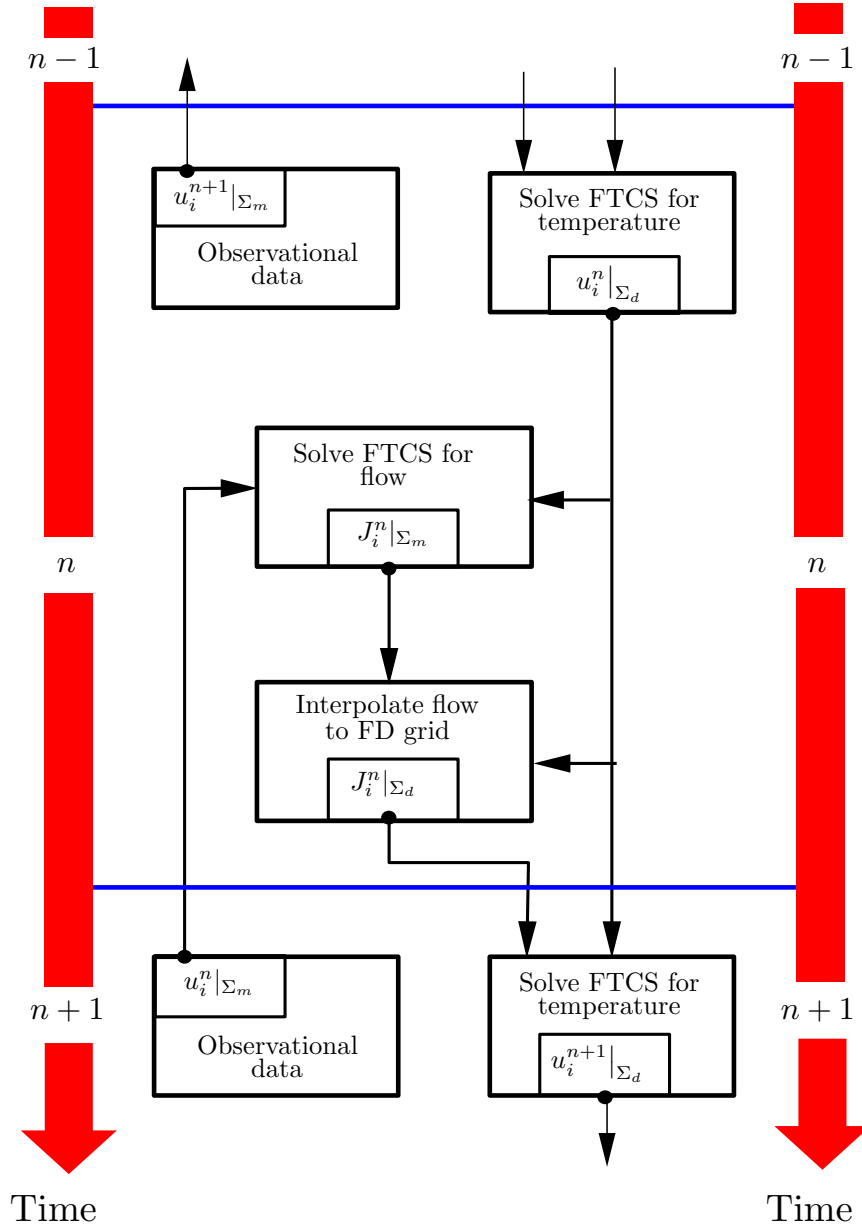 n − 1
n − 1
u_i^{n+1}|_{Σ_m}
Observational
data
Solve FTCS for
temperature
u_i^n|_{Σ_d}
Solve FTCS for
flow
J_i^n|_{Σ_m}
n
n
Interpolate flow
to FD grid
J_i^n|_{Σ_d}
u_i^n|_{Σ_m}
Observational
data
Solve FTCS for
temperature
u_i^{n+1}|_{Σ_d}
n + 1
n + 1
Time
Time